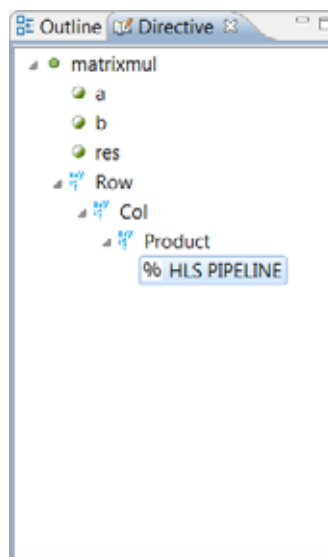 Outline Directive
matrixmul
a
b
res
Row
Col
Product
% HLS PIPELINE